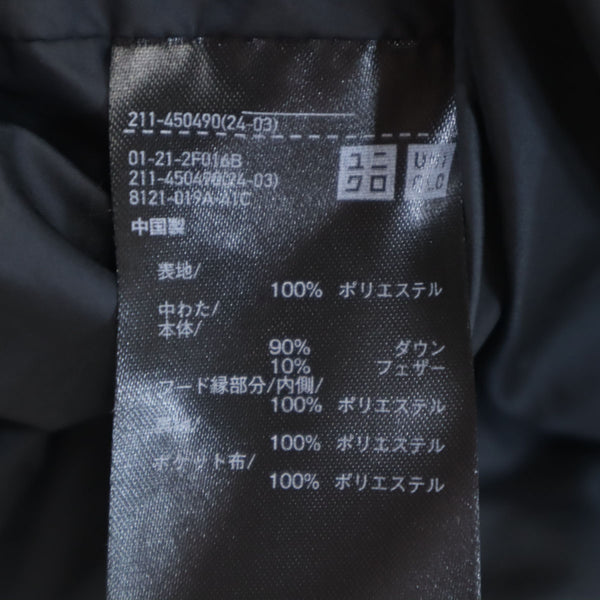 211-450490(24-03)
01-21-2F016B
211-450490(24-03)
8121-019A-A1C
ユニ
クロ
UNI
QLO
中国製
表地/
100% ポリエステル
中わた/
本体/
90% ダウン
10% フェザー
フード縁部分/内側/
100% ポリエステル
100% ポリエステル
ポケット布/
100% ポリエステル